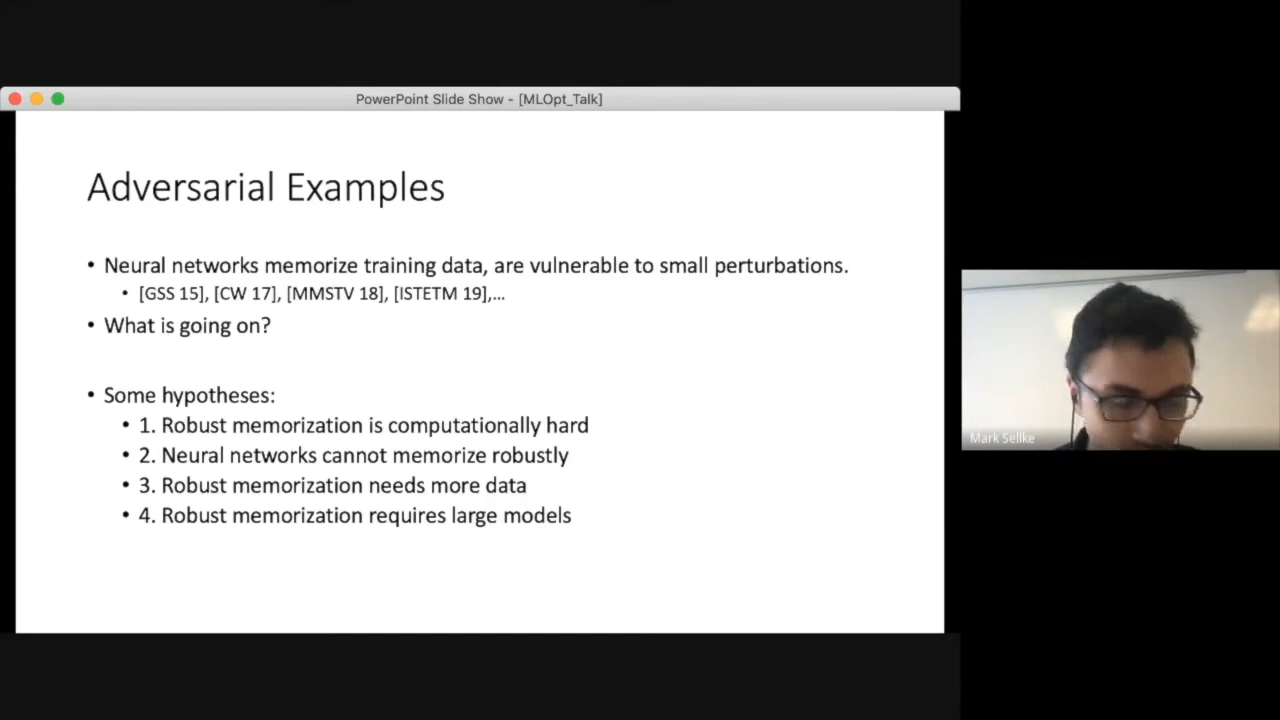 PowerPoint Slide Show - [MLOpt_Talk]
Adversarial Examples
• Neural networks memorize training data, are vulnerable to small perturbations.
• [GSS 15], [CW 17], [MMSTV 18], [ISTETM 19],...
• What is going on?
• Some hypotheses:
• 1. Robust memorization is computationally hard
• 2. Neural networks cannot memorize robustly
• 3. Robust memorization needs more data
• 4. Robust memorization requires large models
Mark Sellke